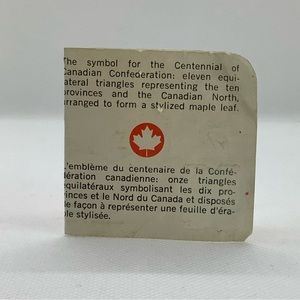 The symbol for the Centennial of
Canadian Confederation: eleven equi-
lateral triangles representing the ten
provinces and the Canadian North,
arranged to form a stylized maple leaf.
L'emblème du centenaire de la Confé-
dération canadienne: onze triangles
équilatéraux symbolisant les dix pro-
vinces et le Nord du Canada et disposés
de façon à représenter une feuille d'éra-
ble stylisée.